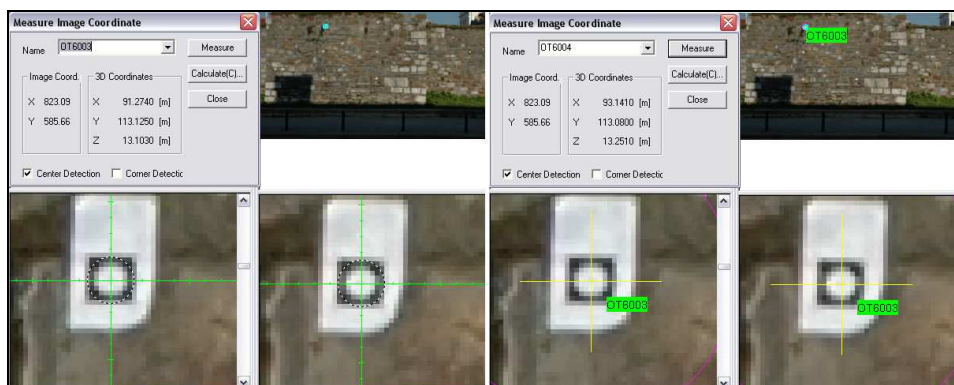 Measure Image Coordinate
Name OT6003 Measure
Image Coord. 3D Coordinates Calculate(C)...
X 823.09 X 91.2740 [m] Close
Y 585.66 Y 113.1250 [m]
Z 13.1030 [m]
Center Detection Corner Detectic
Measure Image Coordinate
Name OT6004 Measure
Image Coord. 3D Coordinates Calculate(C)...
X 823.09 X 93.1410 [m] Close
Y 585.66 Y 113.0800 [m]
Z 13.2510 [m]
Center Detection Corner Detectic
OT6003
OT6003
OT6003